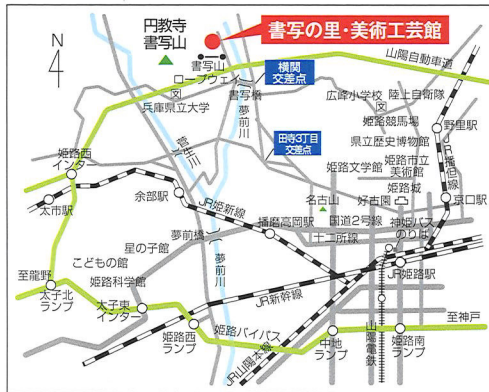 書写の里・美術工芸館
円教寺
書写山
N
4
山陽自動車道
書写山
ロープウェイ
横関
交差点
書写橋
兵庫県立大学
夢前川
菅生川
田寺3丁目
交差点
広峰小学校
陸上自衛隊
姫路競馬場
野里駅
県立歴史博物館
JR播但線
姫路文学館
姫路市立
美術館
姫路城
姫路西
インター
太市駅
余部駅
JR姫新線
名古山
好古園
京口駅
播磨高岡駅
国道2号線
神姫バス
のりば
十二所線
夢前橋
星の子館
こどもの館
夢前川
姫路科学館
JR姫路駅
至龍野
太子北
ランプ
太子東
インター
JR新幹線
姫路西
ランプ
姫路バイパス
JR山陽本線
山陽電鉄
中地
ランプ
姫路南
ランプ
至神戸